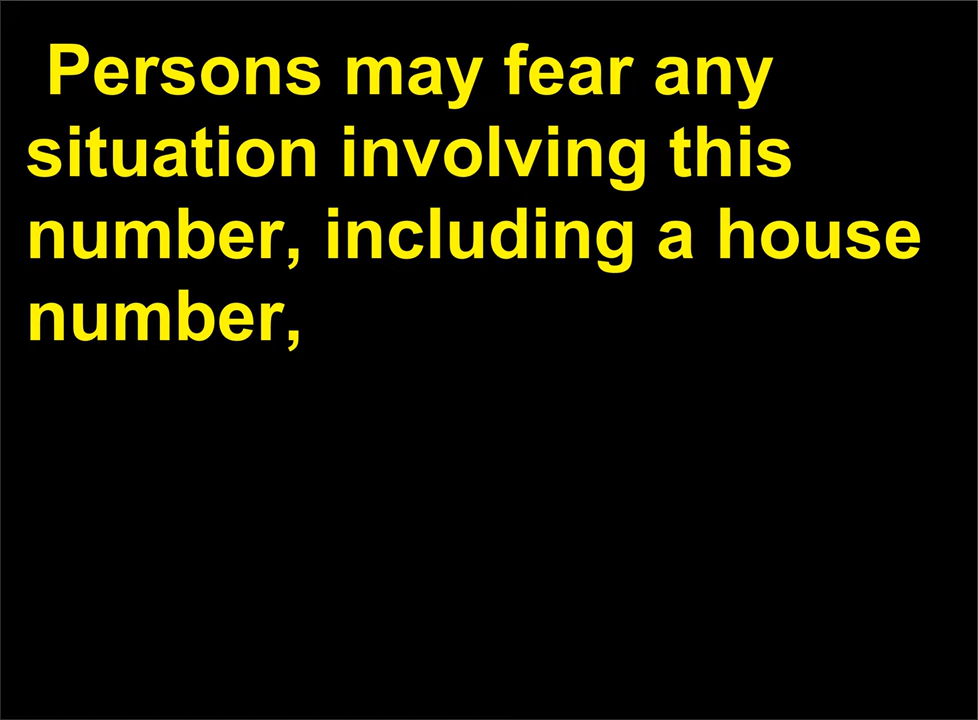 Persons may fear any
situation involving this
number, including a house
number,